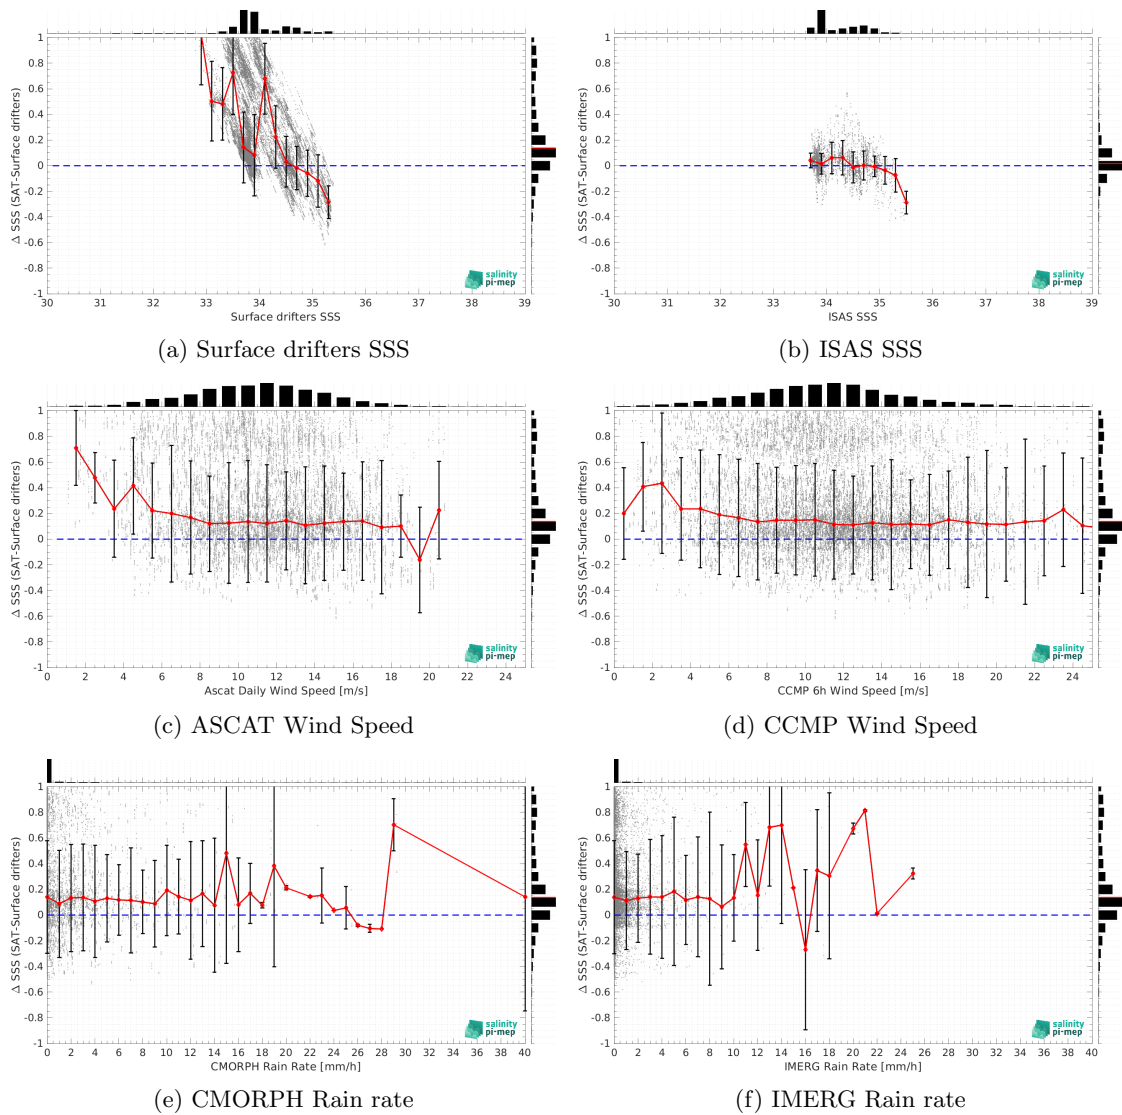 1
0.8
0.6
0.4
0.2
0
-0.2
-0.4
-0.6
-0.8
-1
Δ SSS (SAT-Surface drifters)
30 31 32 33 34 35 36 37 38 39
Surface drifters SSS
salinity
pi-mep
(a) Surface drifters SSS
1
0.8
0.6
0.4
0.2
0
-0.2
-0.4
-0.6
-0.8
-1
Δ SSS (SAT-Surface drifters)
30 31 32 33 34 35 36 37 38 39
ISAS SSS
salinity
pi-mep
(b) ISAS SSS
1
0.8
0.6
0.4
0.2
0
-0.2
-0.4
-0.6
-0.8
-1
Δ SSS (SAT-Surface drifters)
0 2 4 6 8 10 12 14 16 18 20 22 24
Ascat Daily Wind Speed [m/s]
salinity
pi-mep
(c) ASCAT Wind Speed
1
0.8
0.6
0.4
0.2
0
-0.2
-0.4
-0.6
-0.8
-1
Δ SSS (SAT-Surface drifters)
0 2 4 6 8 10 12 14 16 18 20 22 24
CCMP 6h Wind Speed [m/s]
salinity
pi-mep
(d) CCMP Wind Speed
1
0.8
0.6
0.4
0.2
0
-0.2
-0.4
-0.6
-0.8
-1
Δ SSS (SAT-Surface drifters)
0 2 4 6 8 10 12 14 16 18 20 22 24 26 28 30 32 34 36 38 40
CMORPH Rain Rate [mm/h]
salinity
pi-mep
(e) CMORPH Rain rate
1
0.8
0.6
0.4
0.2
0
-0.2
-0.4
-0.6
-0.8
-1
Δ SSS (SAT-Surface drifters)
0 2 4 6 8 10 12 14 16 18 20 22 24 26 28 30 32 34 36 38 40
IMERG Rain Rate [mm/h]
salinity
pi-mep
(f) IMERG Rain rate